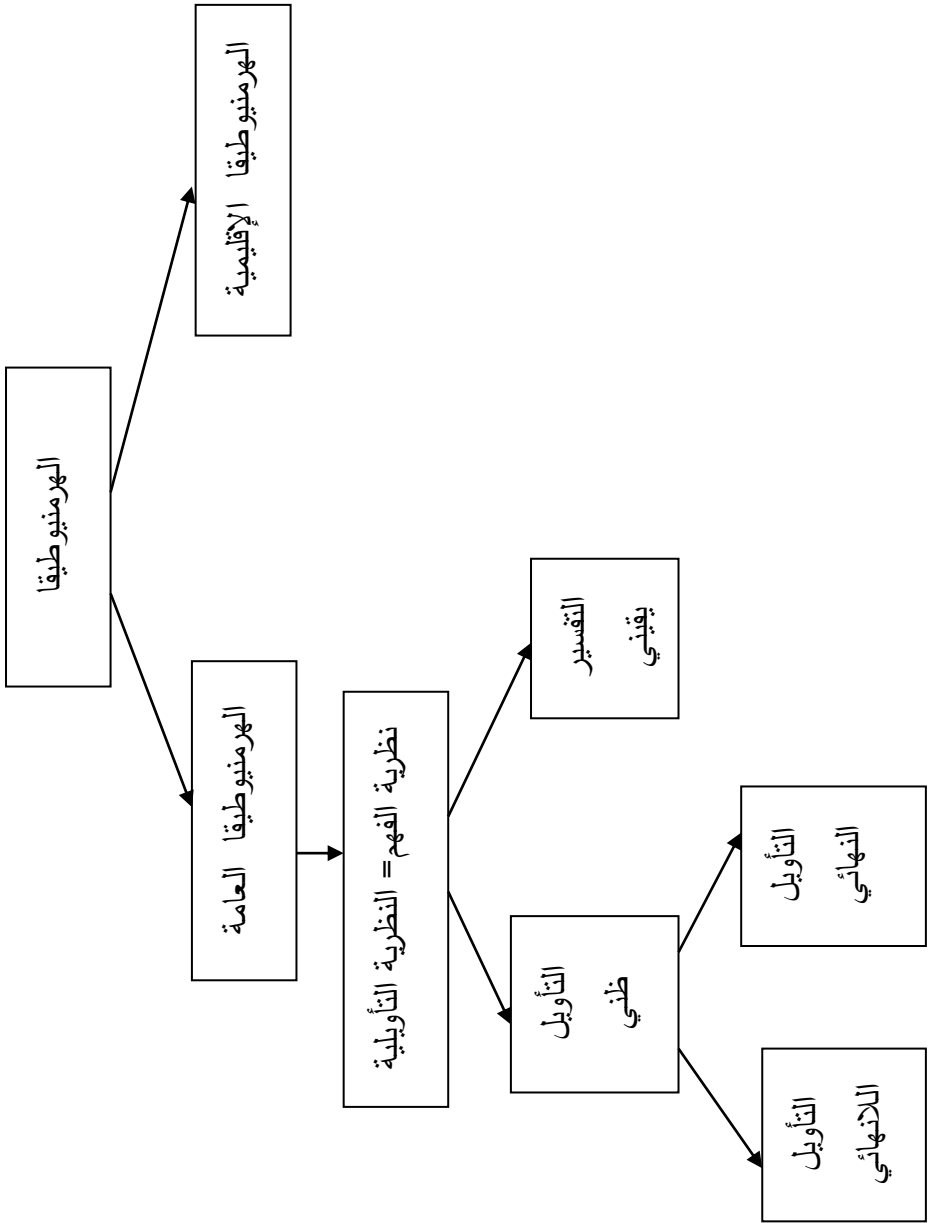 الهرمنيوطيقا
الهرمنيوطيقا الإقليمية
الهرمنيوطيقا العامة
نظرية الفهم= النظرية التأويلية
التفسير
يقيني
التأويل
ظني
التأويل
النهائي
التأويل
اللانهائي